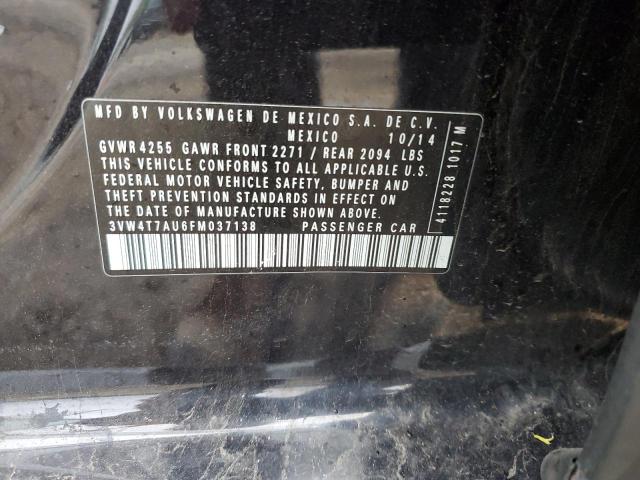 MFD BY VOLKSWAGEN DE MEXICO S.A. DE C.V.
MEXICO 10/14
GVWR 4255 GAWR FRONT 2271 / REAR 2094 LBS
THIS VEHICLE CONFORMS TO ALL APPLICABLE U.S.
FEDERAL MOTOR VEHICLE SAFETY, BUMPER AND
THEFT PREVENTION STANDARDS IN EFFECT ON
THE DATE OF MANUFACTURE SHOWN ABOVE.
3VW4T7AU6FM037138 PASSENGER CAR
4118228 1017 M